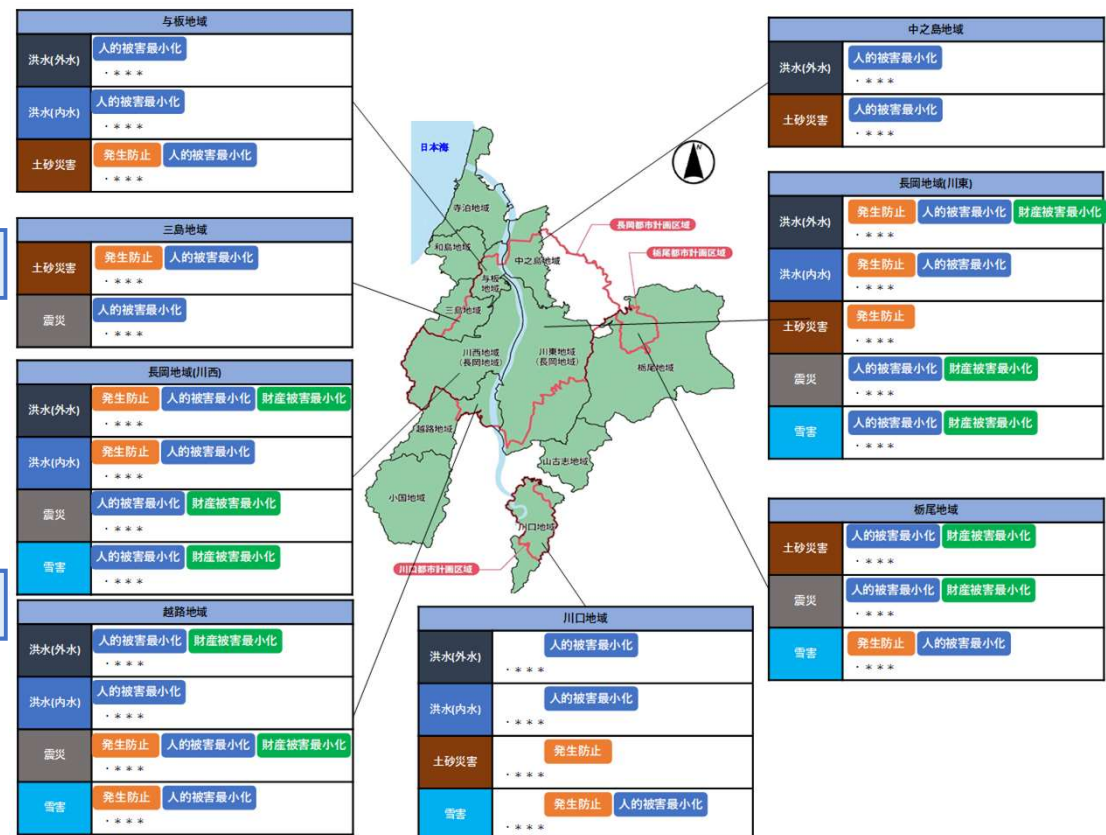 与板地域
洪水(外水) 人的被害最小化
・＊＊＊
洪水(内水) 人的被害最小化
・＊＊＊
土砂災害 発生防止 人的被害最小化
・＊＊＊
三島地域
土砂災害 発生防止 人的被害最小化
・＊＊＊
震災 人的被害最小化
・＊＊＊
長岡地域(川西)
洪水(外水) 発生防止 人的被害最小化 財産被害最小化
・＊＊＊
洪水(内水) 発生防止 人的被害最小化
・＊＊＊
震災 人的被害最小化 財産被害最小化
・＊＊＊
雪害 人的被害最小化 財産被害最小化
・＊＊＊
越路地域
洪水(外水) 人的被害最小化 財産被害最小化
・＊＊＊
洪水(内水) 人的被害最小化
・＊＊＊
震災 発生防止 人的被害最小化 財産被害最小化
・＊＊＊
雪害 発生防止 人的被害最小化
・＊＊＊
日本海
N
寺泊地域
和島地域
中之島地域
与板
地域
三島地域
川西地域
(長岡地域)
川東地域
(長岡地域)
栃尾地域
越路地域
山古志地域
小国地域
川口地域
長岡都市計画区域
栃尾都市計画区域
川口都市計画区域
川口地域
洪水(外水) 人的被害最小化
・＊＊＊
洪水(内水) 人的被害最小化
・＊＊＊
土砂災害 発生防止
・＊＊＊
雪害 発生防止 人的被害最小化
・＊＊＊
中之島地域
洪水(外水) 人的被害最小化
・＊＊＊
土砂災害 人的被害最小化
・＊＊＊
長岡地域(川東)
洪水(外水) 発生防止 人的被害最小化 財産被害最小化
・＊＊＊
洪水(内水) 発生防止 人的被害最小化
・＊＊＊
土砂災害 発生防止
・＊＊＊
震災 人的被害最小化 財産被害最小化
・＊＊＊
雪害 人的被害最小化 財産被害最小化
・＊＊＊
栃尾地域
土砂災害 人的被害最小化 財産被害最小化
・＊＊＊
震災 人的被害最小化 財産被害最小化
・＊＊＊
雪害 発生防止 人的被害最小化
・＊＊＊